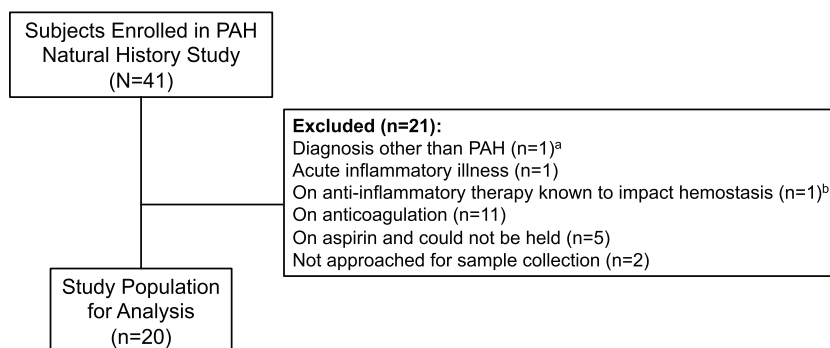 Subjects Enrolled in PAH
Natural History Study
(N=41)
Excluded (n=21):
Diagnosis other than PAH (n=1)ᵃ
Acute inflammatory illness (n=1)
On anti-inflammatory therapy known to impact hemostasis (n=1)ᵇ
On anticoagulation (n=11)
On aspirin and could not be held (n=5)
Not approached for sample collection (n=2)
Study Population
for Analysis
(n=20)